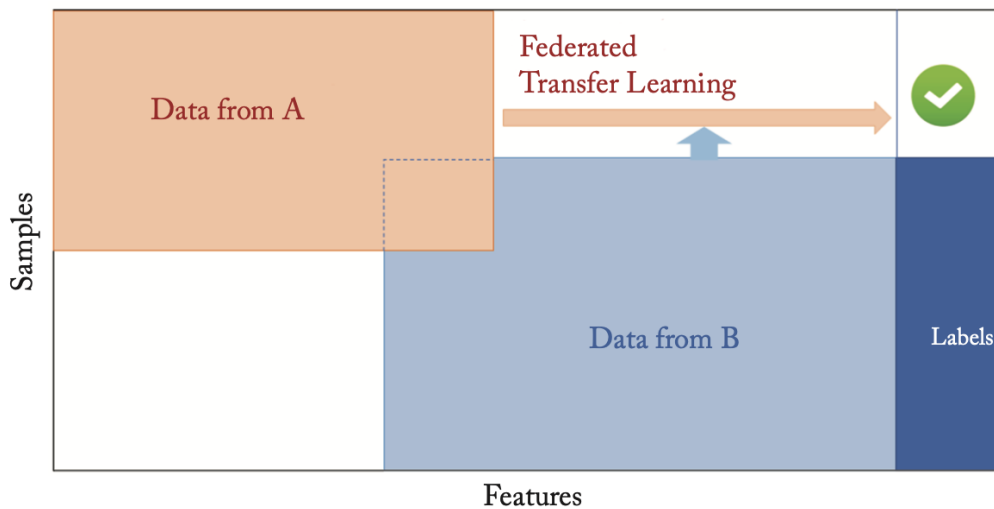 Federated
Transfer Learning
Data from A
Samples
Data from B
Labels
Features